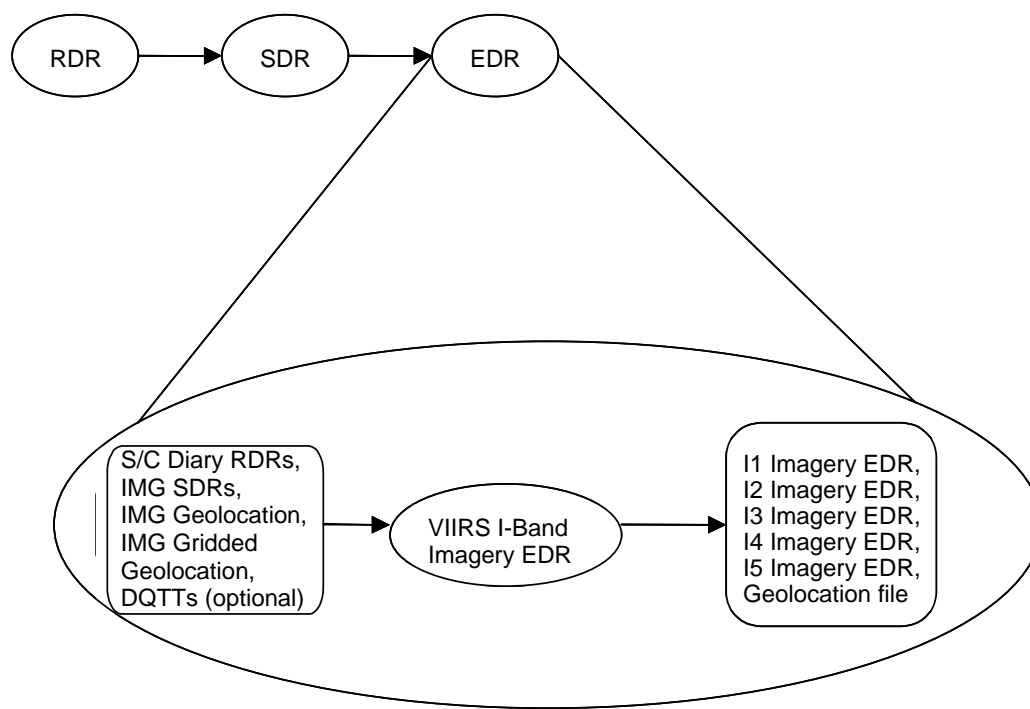 RDR
SDR
EDR
S/C Diary RDRs,
IMG SDRs,
IMG Geolocation,
IMG Gridded
Geolocation,
DQTTs (optional)
VIIRS I-Band
Imagery EDR
I1 Imagery EDR,
I2 Imagery EDR,
I3 Imagery EDR,
I4 Imagery EDR,
I5 Imagery EDR,
Geolocation file